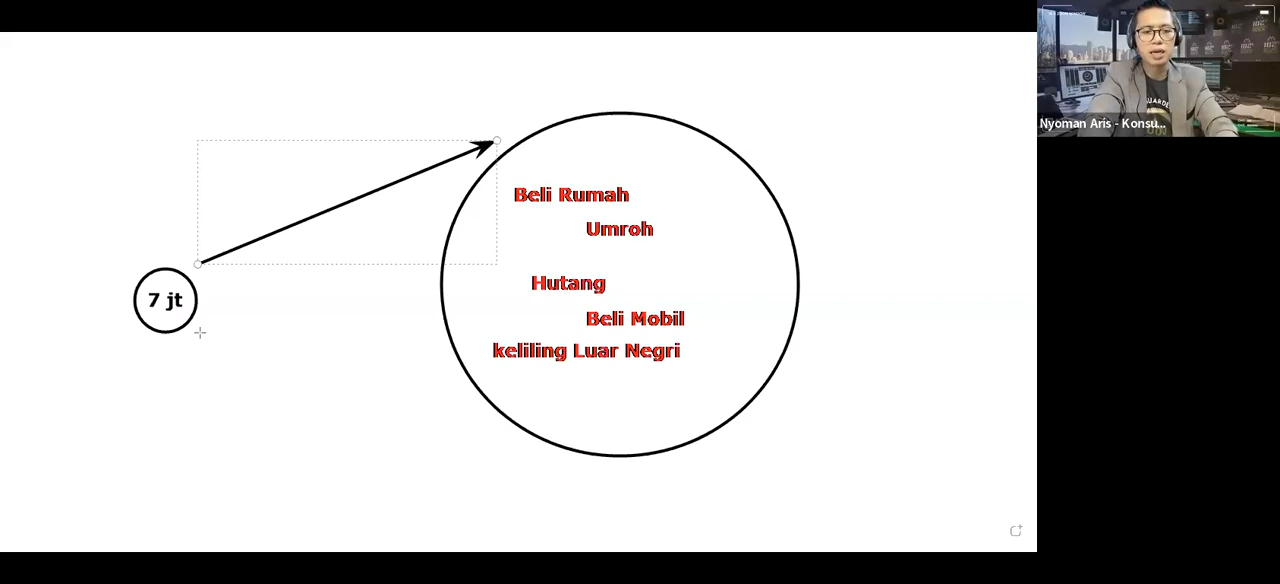 Beli Rumah
Umroh
Hutang
7 jt
Beli Mobil
keliling Luar Negri
Nyoman Aris - Konsu...